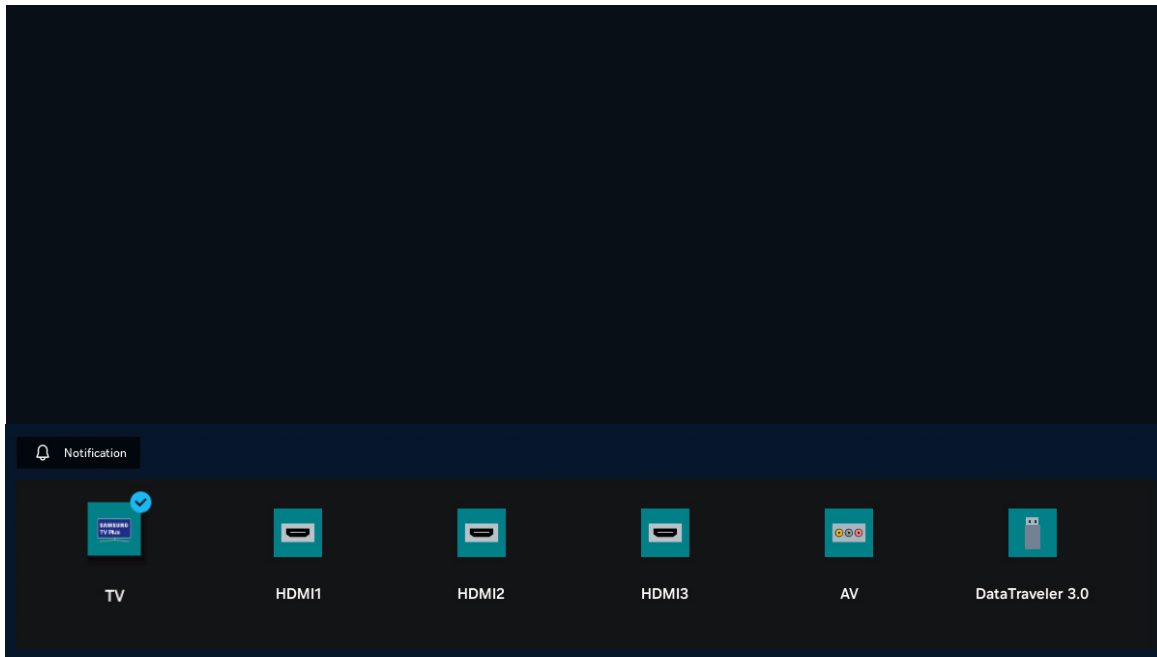 Notification
SAMSUNG
TV Plus
TV
HDMI1
HDMI2
HDMI3
AV
DataTraveler 3.0